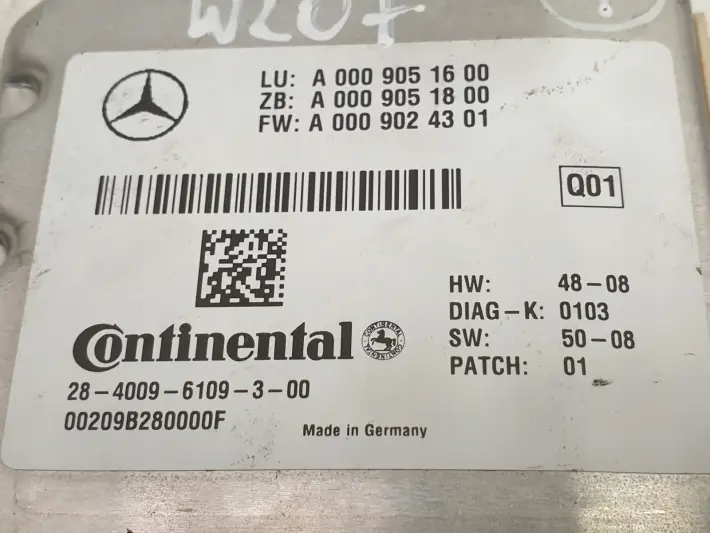 W207
LU: A 000 905 16 00
ZB: A 000 905 18 00
FW: A 000 902 43 01
Q01
HW: 48-08
DIAG-K: 0103
SW: 50-08
PATCH: 01
Continental
CONTINENTAL
28-4009-6109-3-00
00209B280000F
Made in Germany